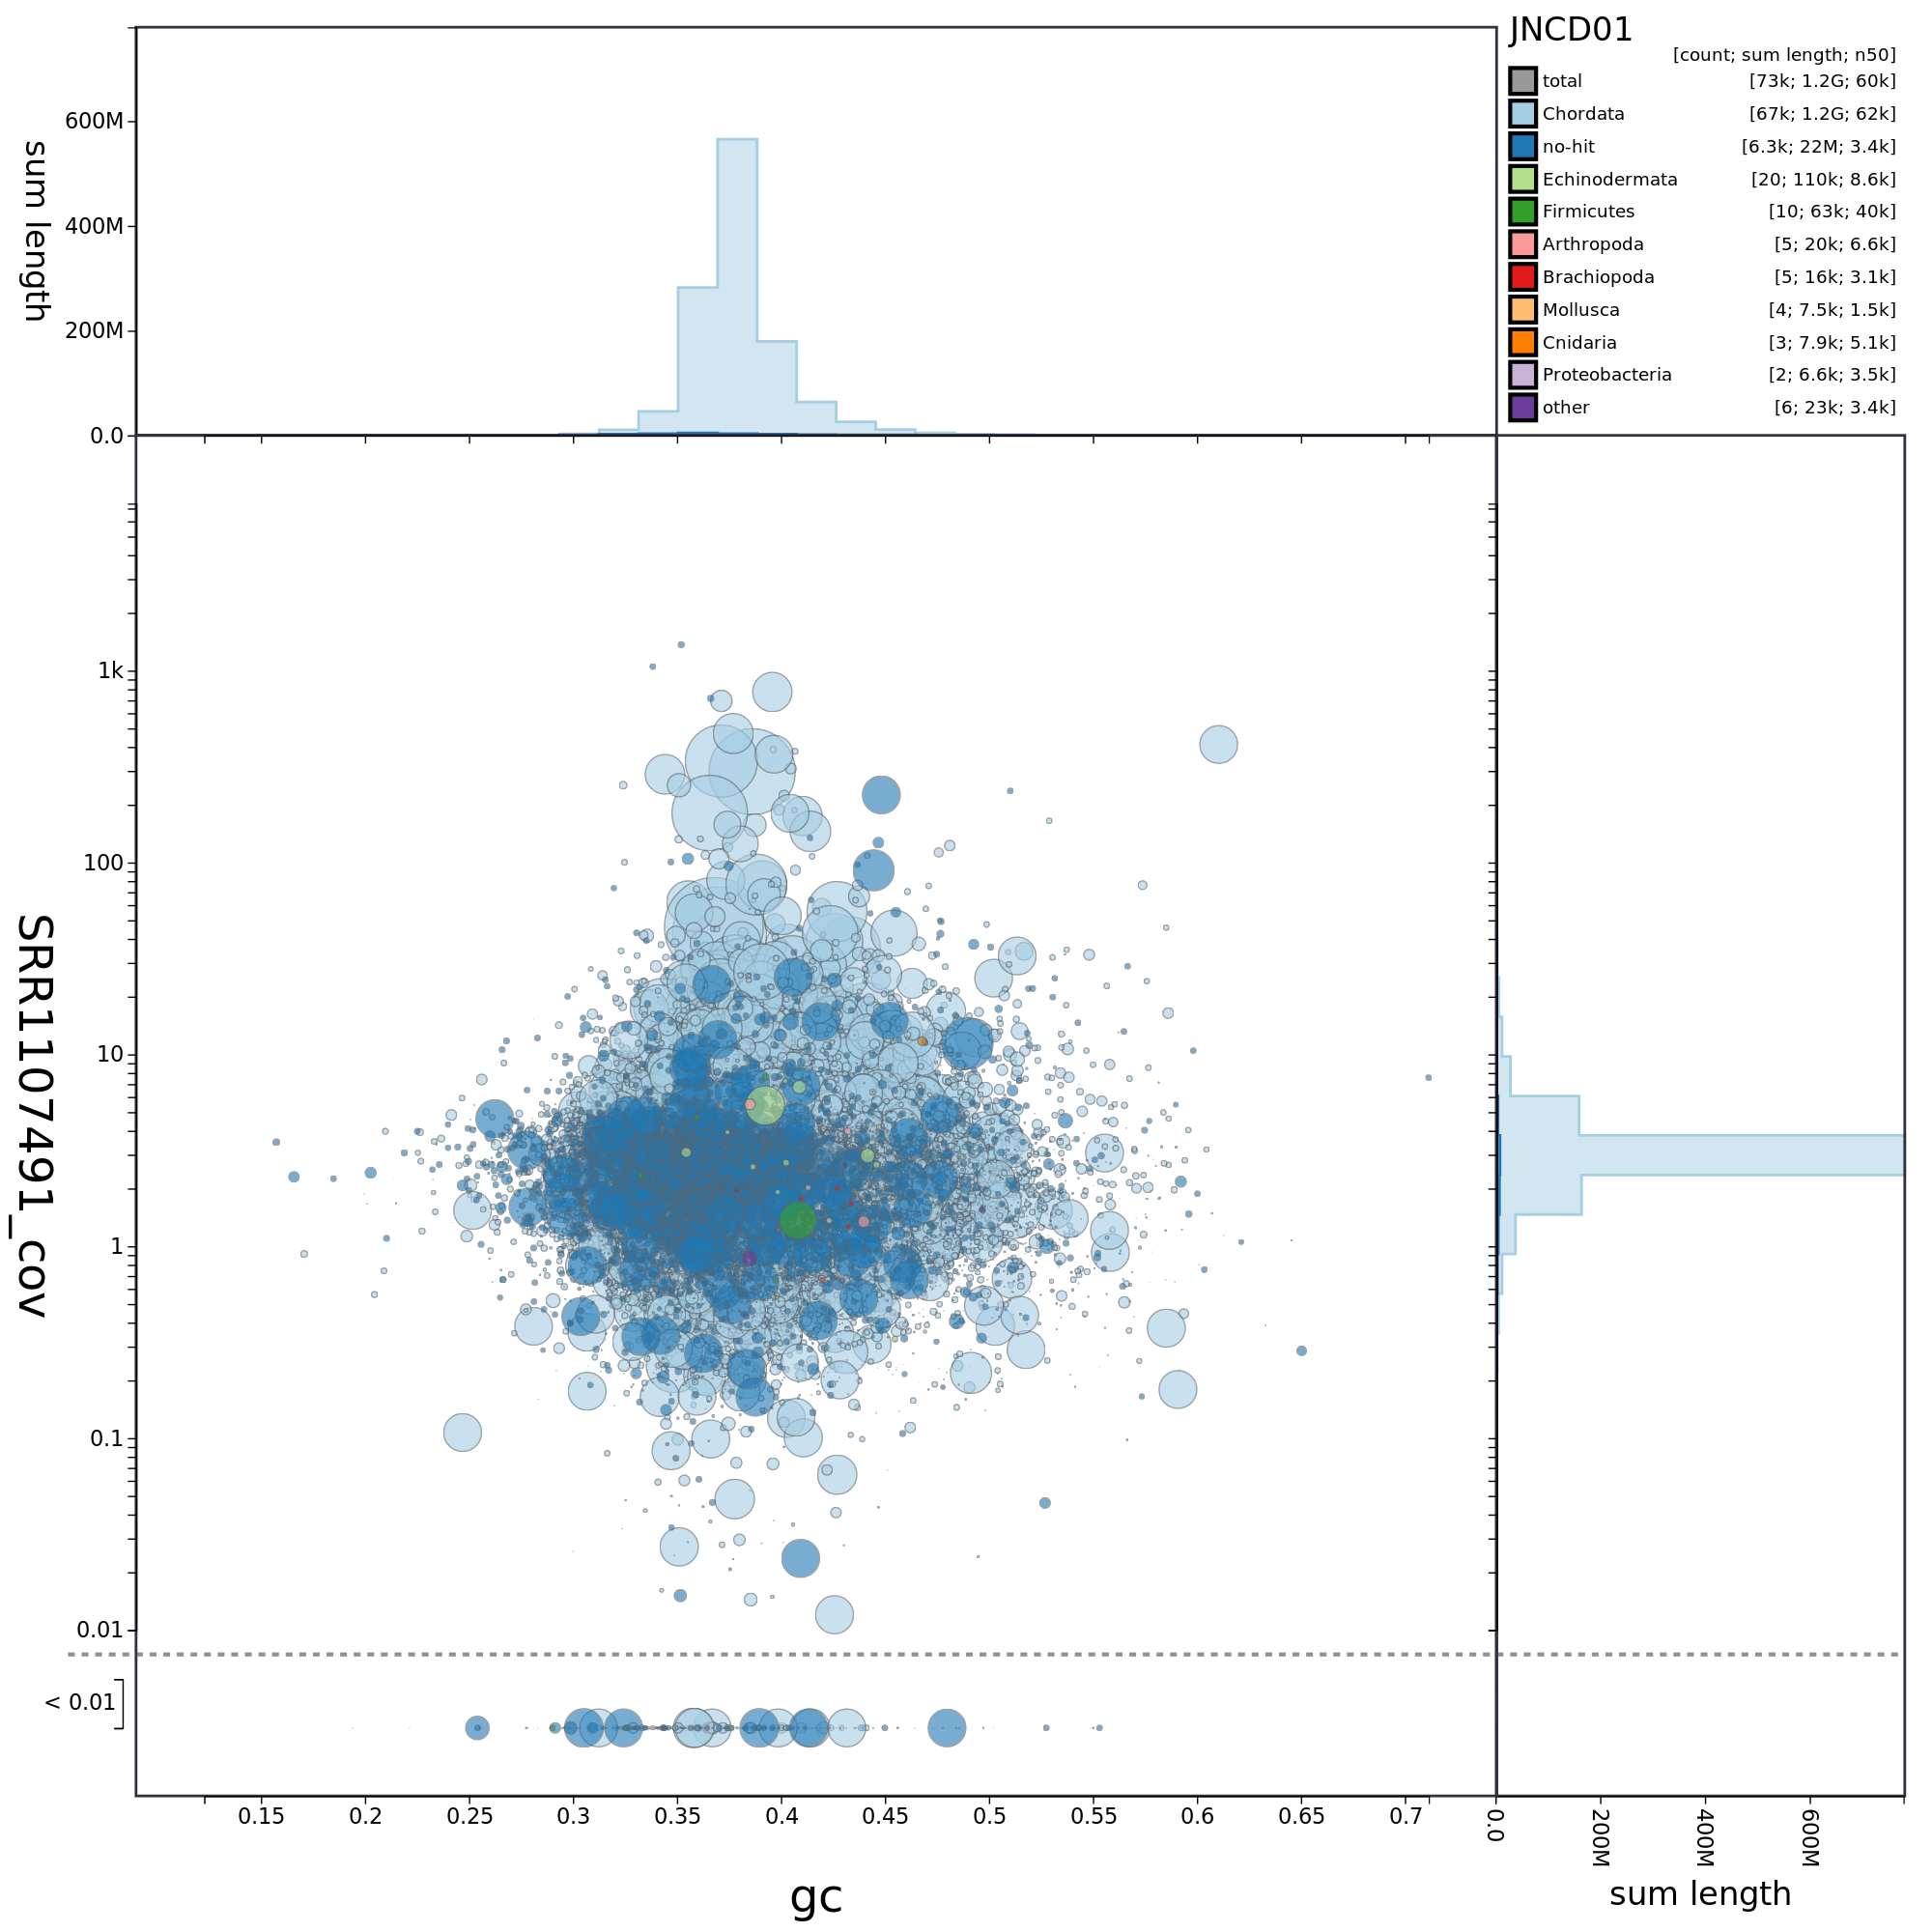 JNCD01
[count; sum length; n50]
total [73k; 1.2G; 60k]
Chordata [67k; 1.2G; 62k]
no-hit [6.3k; 22M; 3.4k]
Echinodermata [20; 110k; 8.6k]
Firmicutes [10; 63k; 40k]
Arthropoda [5; 20k; 6.6k]
Brachiopoda [5; 16k; 3.1k]
Mollusca [4; 7.5k; 1.5k]
Cnidaria [3; 7.9k; 5.1k]
Proteobacteria [2; 6.6k; 3.5k]
other [6; 23k; 3.4k]
sum length
600M
400M
200M
0.0
SRR1107491_cov
1k
100
10
1
0.1
0.01
< 0.01
0.15 0.2 0.25 0.3 0.35 0.4 0.45 0.5 0.55 0.6 0.65 0.7
gc
0.0 200M 400M 600M
sum length